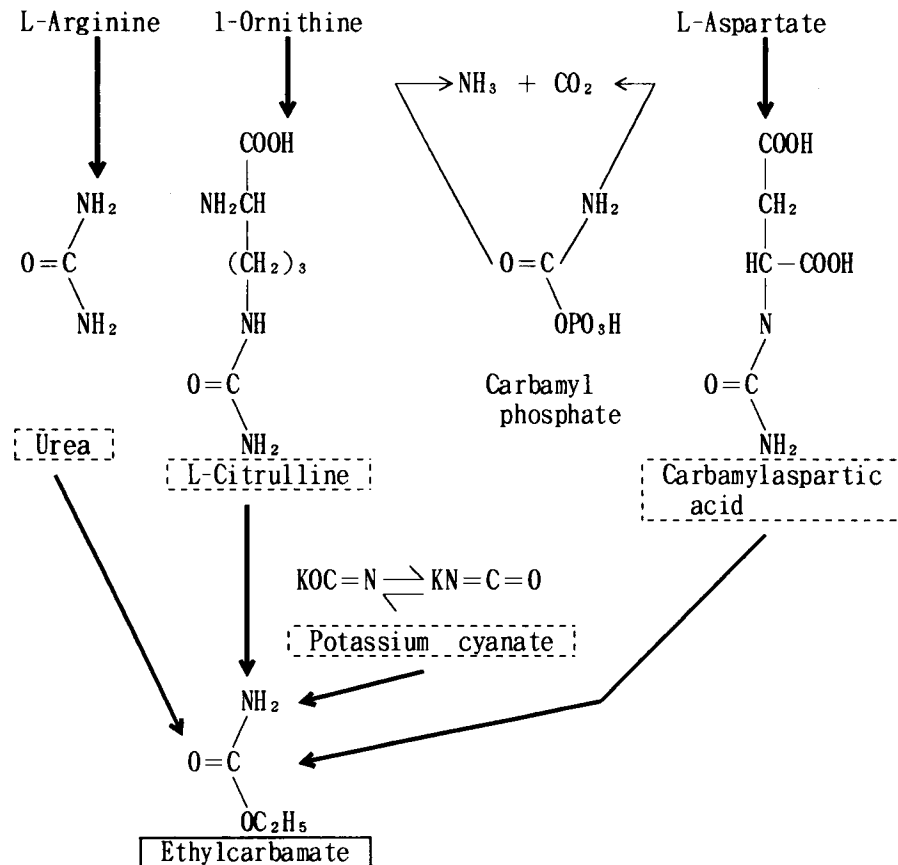 L-Arginine
l-Ornithine
L-Aspartate
NH₃ + CO₂
COOH
COOH
NH₂
NH₂CH
NH₂
CH₂
O=C
(CH₂)₃
O=C
HC-COOH
NH₂
NH
OPO₃H
N
O=C
Carbamyl
phosphate
O=C
Urea
NH₂
NH₂
L-Citrulline
Carbamylaspartic
acid
KOC=N ⇌ KN=C=O
Potassium cyanate
NH₂
O=C
OC₂H₅
Ethylcarbamate